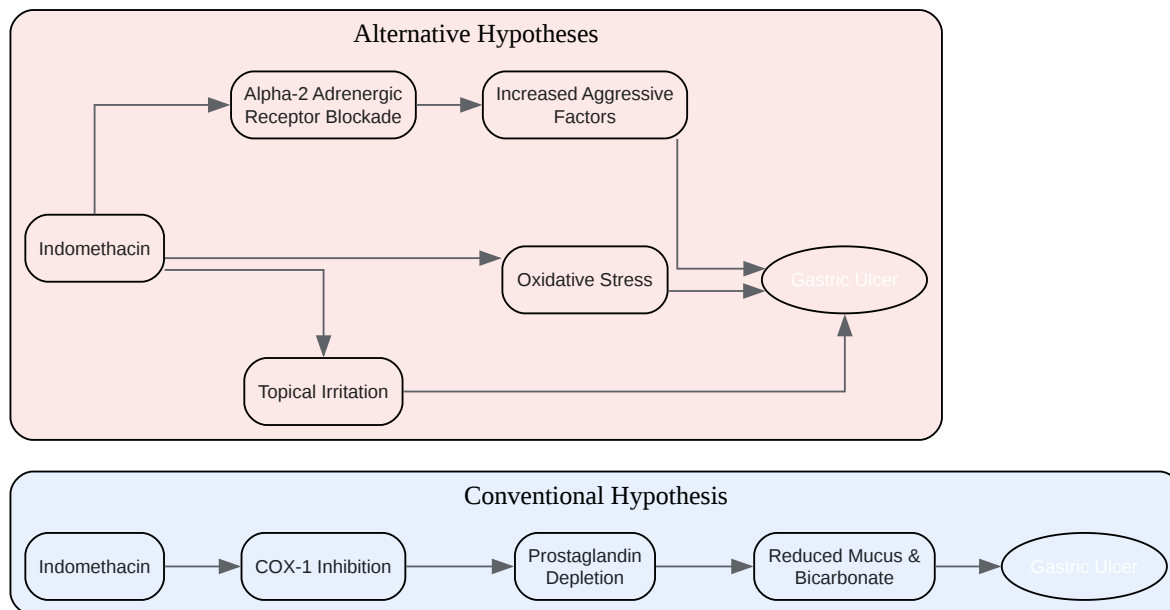 Alternative Hypotheses
Alpha-2 Adrenergic
Receptor Blockade
Increased Aggressive
Factors
Indomethacin
Oxidative Stress
Gastric Ulcer
Topical Irritation
Conventional Hypothesis
Indomethacin
COX-1 Inhibition
Prostaglandin
Depletion
Reduced Mucus &
Bicarbonate
Gastric Ulcer